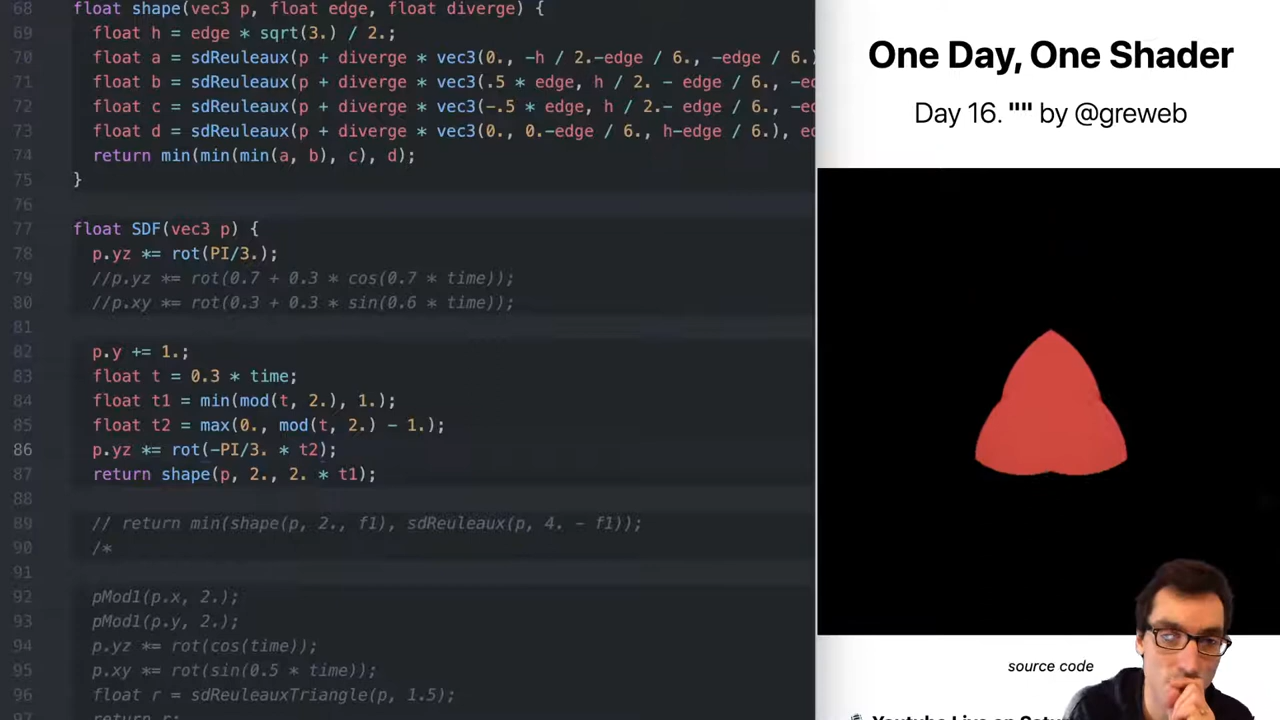 68 float shape(vec3 p, float edge, float diverge) {
69 float h = edge * sqrt(3.) / 2.;
70 float a = sdReuleaux(p + diverge * vec3(0., -h / 2.-edge / 6., -edge / 6.)
71 float b = sdReuleaux(p + diverge * vec3(.5 * edge, h / 2. - edge / 6., -ed
72 float c = sdReuleaux(p + diverge * vec3(-.5 * edge, h / 2.- edge / 6., -e
73 float d = sdReuleaux(p + diverge * vec3(0., 0.-edge / 6., h-edge / 6.), ed
74 return min(min(min(a, b), c), d);
75 }
76
77 float SDF(vec3 p) {
78 p.yz *= rot(PI/3.);
79 //p.yz *= rot(0.7 + 0.3 * cos(0.7 * time));
80 //p.xy *= rot(0.3 + 0.3 * sin(0.6 * time));
81
82 p.y += 1.;
83 float t = 0.3 * time;
84 float t1 = min(mod(t, 2.), 1.);
85 float t2 = max(0., mod(t, 2.) - 1.);
86 p.yz *= rot(-PI/3. * t2);
87 return shape(p, 2., 2. * t1);
88
89 // return min(shape(p, 2., f1), sdReuleaux(p, 4. - f1));
90 /*
91
92 pMod1(p.x, 2.);
93 pMod1(p.y, 2.);
94 p.yz *= rot(cos(time));
95 p.xy *= rot(sin(0.5 * time));
96 float r = sdReuleauxTriangle(p, 1.5);
97 return r;
One Day, One Shader
Day 16. "" by @greweb
source code
Youtube Live on